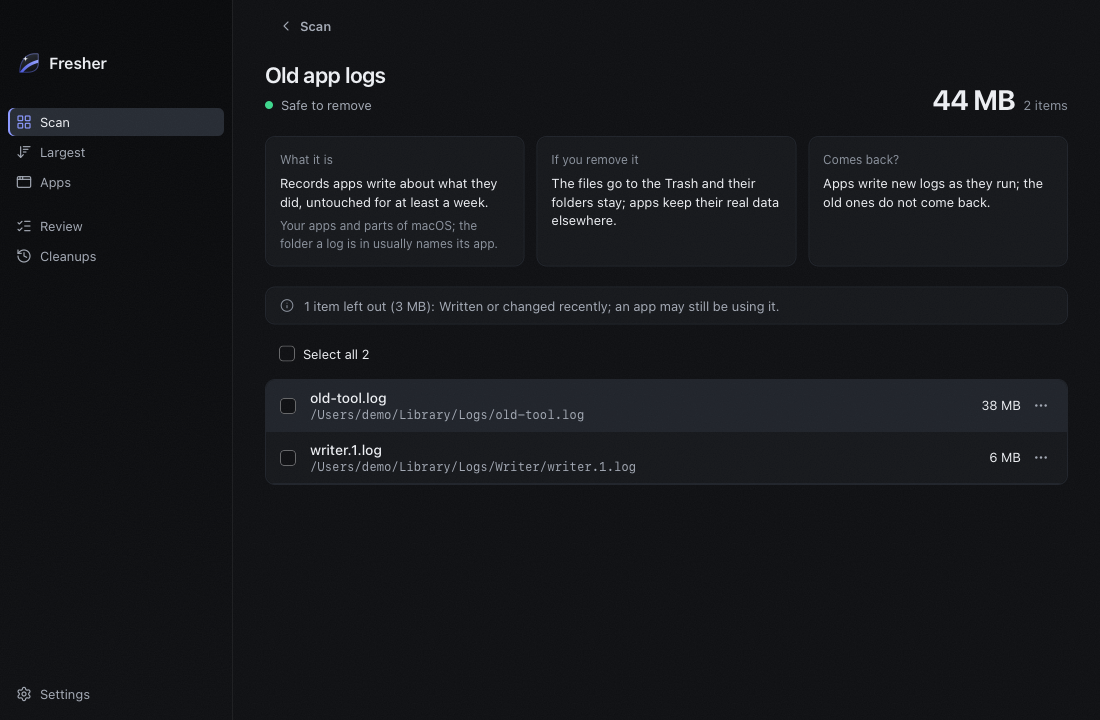 Scan
Fresher
Old app logs
Safe to remove
44 MB 2 items
Scan
Largest
Apps
Review
Cleanups
What it is
Records apps write about what they
did, untouched for at least a week.
Your apps and parts of macOS; the
folder a log is in usually names its app.
If you remove it
The files go to the Trash and their
folders stay; apps keep their real data
elsewhere.
Comes back?
Apps write new logs as they run; the
old ones do not come back.
1 item left out (3 MB): Written or changed recently; an app may still be using it.
Select all 2
old-tool.log
/Users/demo/Library/Logs/old-tool.log
38 MB
writer.1.log
/Users/demo/Library/Logs/Writer/writer.1.log
6 MB
Settings